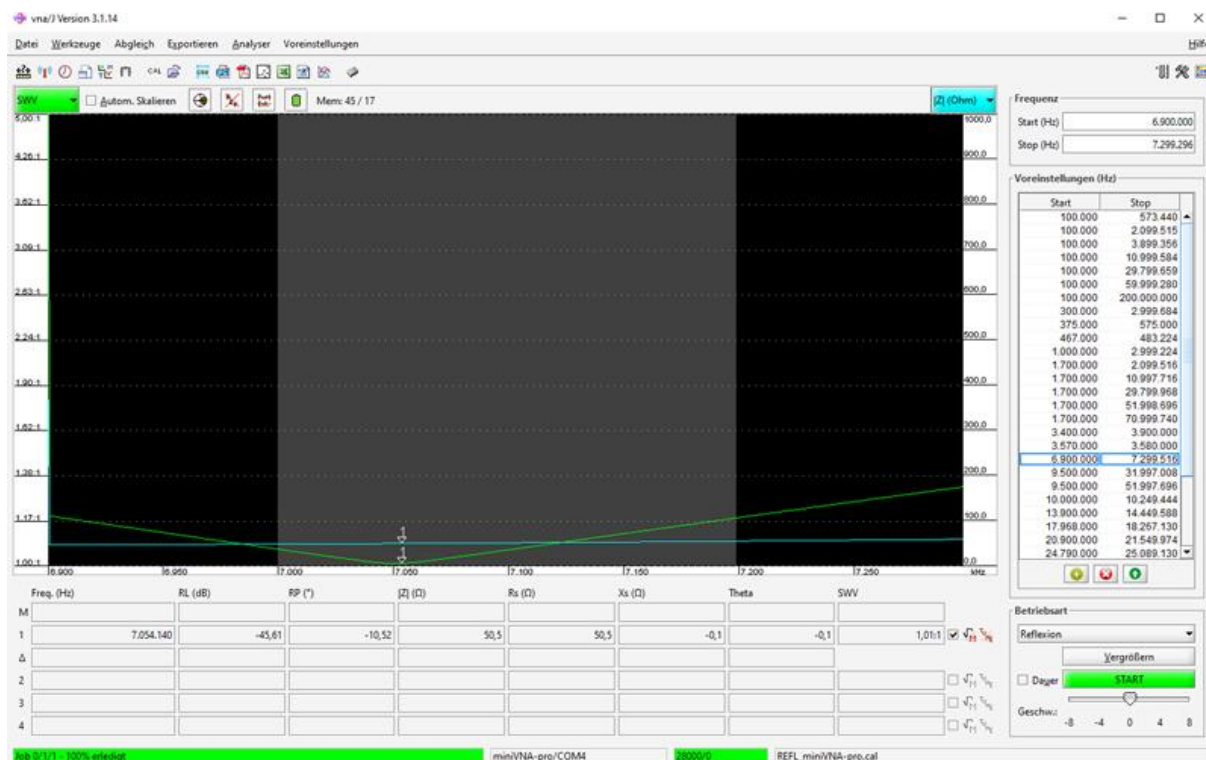 vna/J Version 3.1.14
Datei Werkzeuge Abgleich Exportieren Analyser Voreinstellungen Hilfe
CAL
SWV Autom. Skalieren Mem: 45 / 17 |Z| (Ohm)
5,00:1 1000,0
4,26:1 900,0
3,62:1 800,0
3,09:1 700,0
2,63:1 600,0
2,24:1 500,0
1,90:1 400,0
1,62:1 300,0
1,38:1 200,0
1,17:1 100,0
1,00:1 0,0
1
1
6.900 6.950 7.000 7.050 7.100 7.150 7.200 7.250 kHz
Freq. (Hz) RL (dB) RP (°) |Z| (Ω) Rs (Ω) Xs (Ω) Theta SWV
M
1 7.054.140 -45,61 -10,52 50,5 50,5 -0,1 -0,1 1,01:1
Δ
2
3
4
Frequenz
Start (Hz) 6.900.000
Stop (Hz) 7.299.296
Voreinstellungen (Hz)
Start Stop
100.000 573.440
100.000 2.099.515
100.000 3.899.356
100.000 10.999.584
100.000 29.799.659
100.000 59.999.280
100.000 200.000.000
300.000 2.999.684
375.000 575.000
467.000 483.224
1.000.000 2.999.224
1.700.000 2.099.516
1.700.000 10.997.716
1.700.000 29.799.968
1.700.000 51.998.696
1.700.000 70.999.740
3.400.000 3.900.000
3.570.000 3.580.000
6.900.000 7.299.516
9.500.000 31.997.008
9.500.000 51.997.696
10.000.000 10.249.444
13.900.000 14.449.588
17.968.000 18.267.130
20.900.000 21.549.974
24.790.000 25.089.130
Betriebsart
Reflexion
Vergrößern
Dauer START
Geschw.:
-8 -4 0 4 8
Job 0/1/1 - 100% erledigt miniVNA-pro/COM4 28000/0 REFL_miniVNA-pro.cal